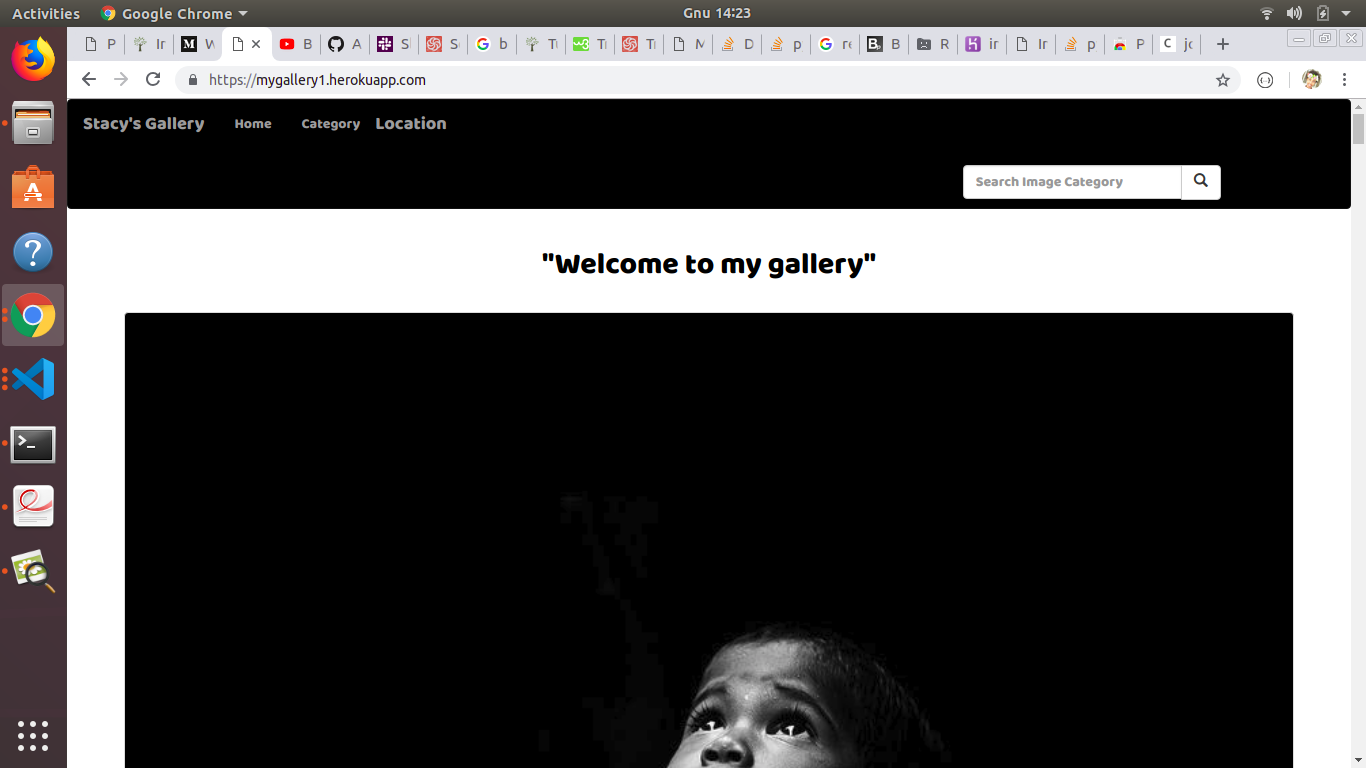 Activities Google Chrome Gnu 14:23
P Ir M W B A S S b T T T M D p r B R ir Ir p P C jc
https://mygallery1.herokuapp.com
Stacy's Gallery Home Category Location
Search Image Category
"Welcome to my gallery"